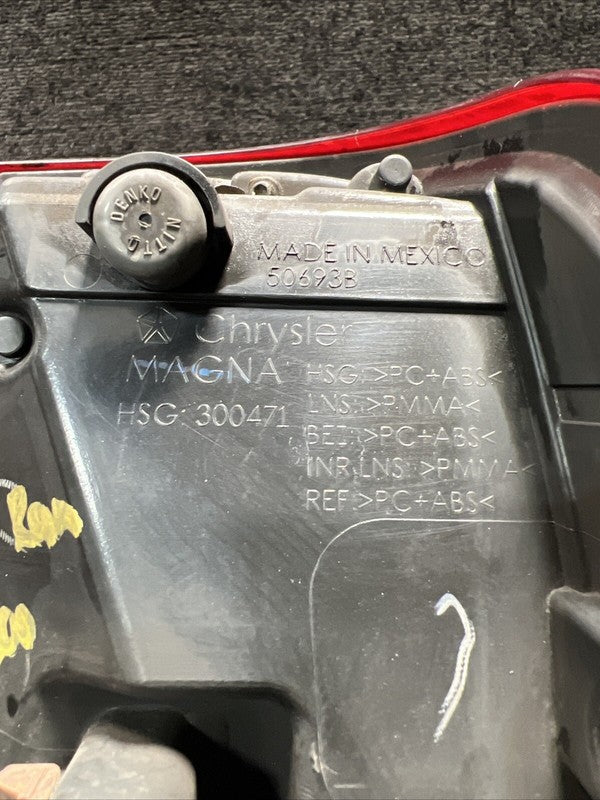 NITTO DENKO
MADE IN MEXICO
50693B
Chrysler
MAGNA
HSG: 300471
HSG: >PC+ABS<
LNS: >PMMA<
BEZ: >PC+ABS<
INR.LNS: >PMMA<
REF: >PC+ABS<